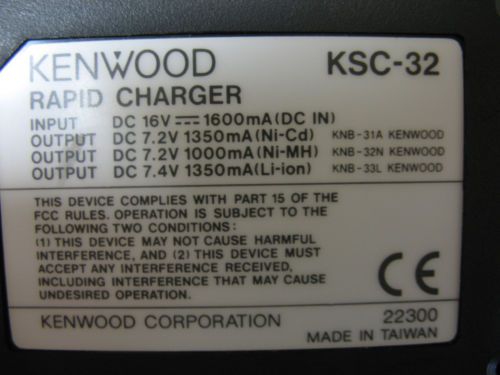 KENWOOD KSC-32
RAPID CHARGER
INPUT DC 16V ⎓ 1600mA(DC IN)
OUTPUT DC 7.2V 1350mA(Ni-Cd) KNB-31A KENWOOD
OUTPUT DC 7.2V 1000mA(Ni-MH) KNB-32N KENWOOD
OUTPUT DC 7.4V 1350mA(Li-ion) KNB-33L KENWOOD
THIS DEVICE COMPLIES WITH PART 15 OF THE
FCC RULES. OPERATION IS SUBJECT TO THE
FOLLOWING TWO CONDITIONS:
(1) THIS DEVICE MAY NOT CAUSE HARMFUL
INTERFERENCE, AND (2) THIS DEVICE MUST
ACCEPT ANY INTERFERENCE RECEIVED,
INCLUDING INTERFERENCE THAT MAY CAUSE
UNDESIRED OPERATION.
CE
KENWOOD CORPORATION 22300
MADE IN TAIWAN